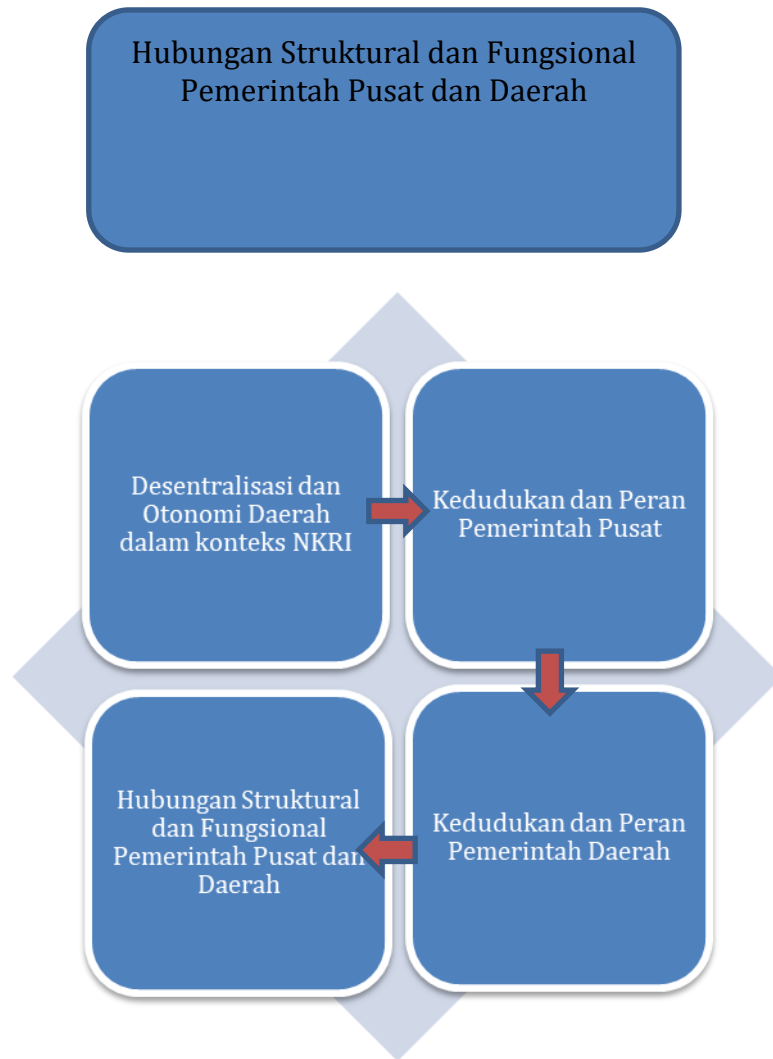 Hubungan Struktural dan Fungsional
Pemerintah Pusat dan Daerah
Desentralisasi dan
Otonomi Daerah
dalam konteks NKRI
Kedudukan dan Peran
Pemerintah Pusat
Hubungan Struktural
dan Fungsional
Pemerintah Pusat dan
Daerah
Kedudukan dan Peran
Pemerintah Daerah